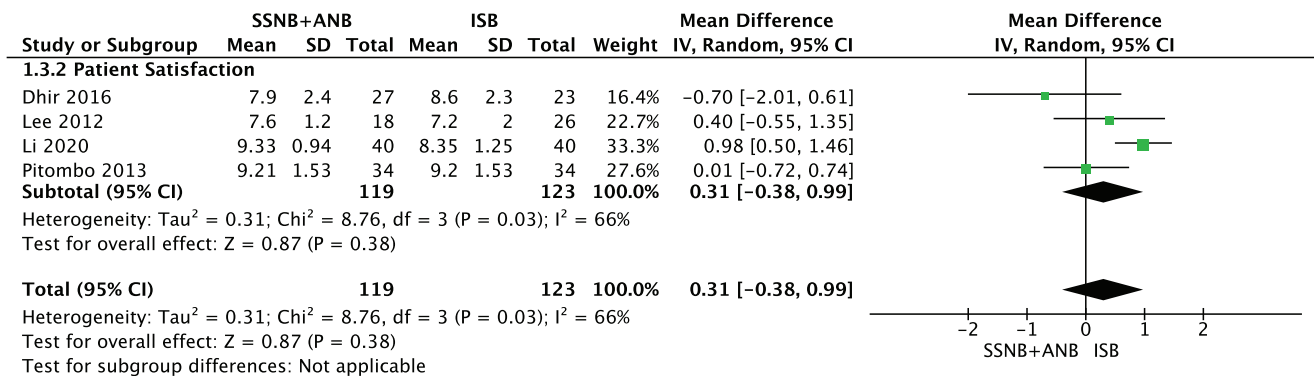 SSNB+ANB ISB Mean Difference Mean Difference
Study or Subgroup Mean SD Total Mean SD Total Weight IV, Random, 95% CI IV, Random, 95% CI
1.3.2 Patient Satisfaction
Dhir 2016 7.9 2.4 27 8.6 2.3 23 16.4% −0.70 [−2.01, 0.61]
Lee 2012 7.6 1.2 18 7.2 2 26 22.7% 0.40 [−0.55, 1.35]
Li 2020 9.33 0.94 40 8.35 1.25 40 33.3% 0.98 [0.50, 1.46]
Pitombo 2013 9.21 1.53 34 9.2 1.53 34 27.6% 0.01 [−0.72, 0.74]
Subtotal (95% CI) 119 123 100.0% 0.31 [−0.38, 0.99]
Heterogeneity: Tau² = 0.31; Chi² = 8.76, df = 3 (P = 0.03); I² = 66%
Test for overall effect: Z = 0.87 (P = 0.38)
Total (95% CI) 119 123 100.0% 0.31 [−0.38, 0.99]
Heterogeneity: Tau² = 0.31; Chi² = 8.76, df = 3 (P = 0.03); I² = 66%
Test for overall effect: Z = 0.87 (P = 0.38)
Test for subgroup differences: Not applicable
−2 −1 0 1 2
SSNB+ANB ISB